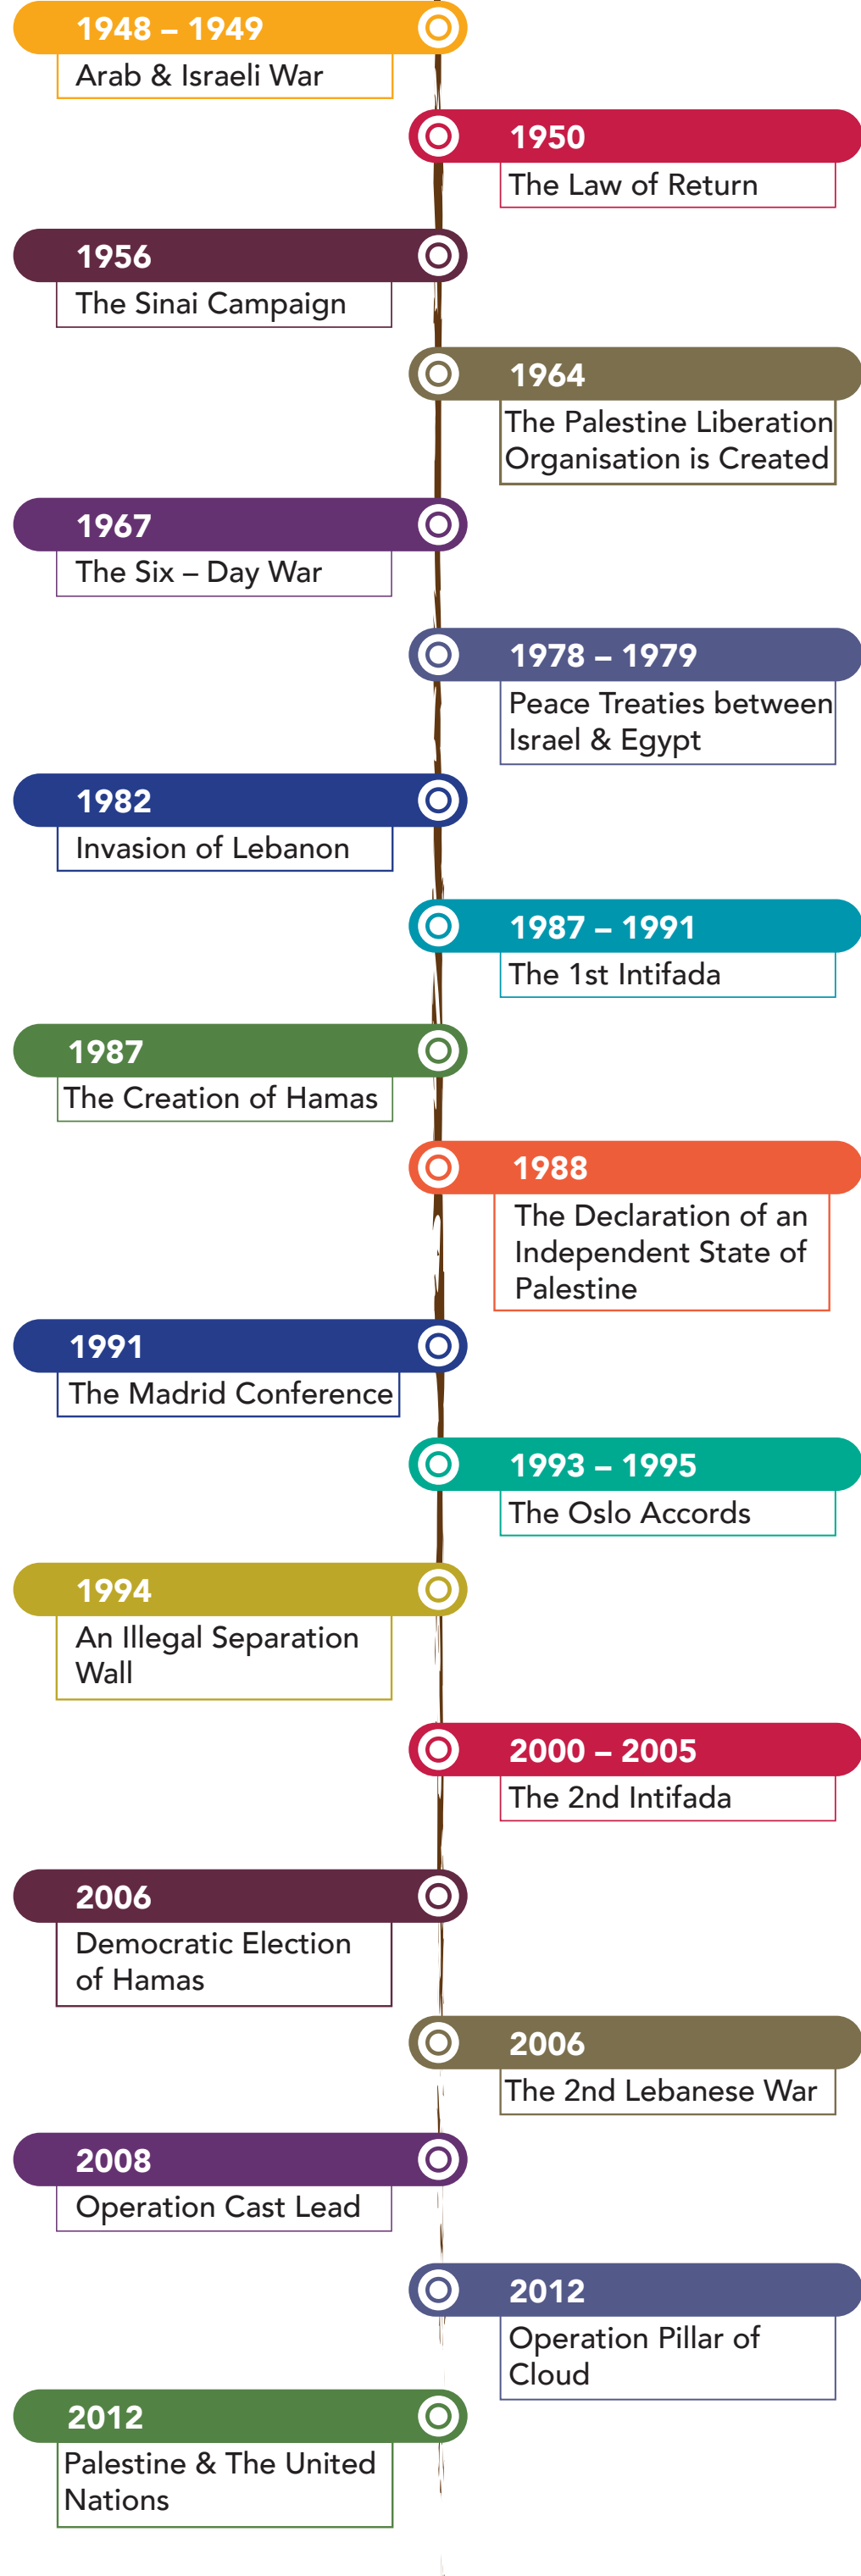 1948 – 1949
Arab & Israeli War
1950
The Law of Return
1956
The Sinai Campaign
1964
The Palestine Liberation
Organisation is Created
1967
The Six – Day War
1978 – 1979
Peace Treaties between
Israel & Egypt
1982
Invasion of Lebanon
1987 – 1991
The 1st Intifada
1987
The Creation of Hamas
1988
The Declaration of an
Independent State of
Palestine
1991
The Madrid Conference
1993 – 1995
The Oslo Accords
1994
An Illegal Separation
Wall
2000 – 2005
The 2nd Intifada
2006
Democratic Election
of Hamas
2006
The 2nd Lebanese War
2008
Operation Cast Lead
2012
Operation Pillar of
Cloud
2012
Palestine & The United
Nations